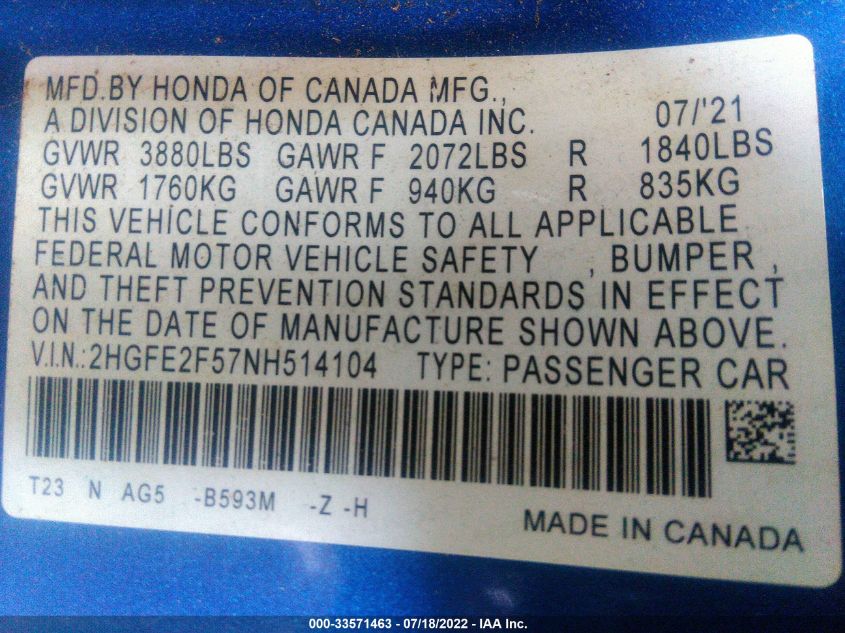 MFD.BY HONDA OF CANADA MFG.,
A DIVISION OF HONDA CANADA INC. 07/'21
GVWR 3880LBS GAWR F 2072LBS R 1840LBS
GVWR 1760KG GAWR F 940KG R 835KG
THIS VEHICLE CONFORMS TO ALL APPLICABLE
FEDERAL MOTOR VEHICLE SAFETY , BUMPER ,
AND THEFT PREVENTION STANDARDS IN EFFECT
ON THE DATE OF MANUFACTURE SHOWN ABOVE.
V.I.N.:2HGFE2F57NH514104 TYPE: PASSENGER CAR
T23 N AG5 -B593M -Z -H
MADE IN CANADA
000-33571463 - 07/18/2022 - IAA Inc.